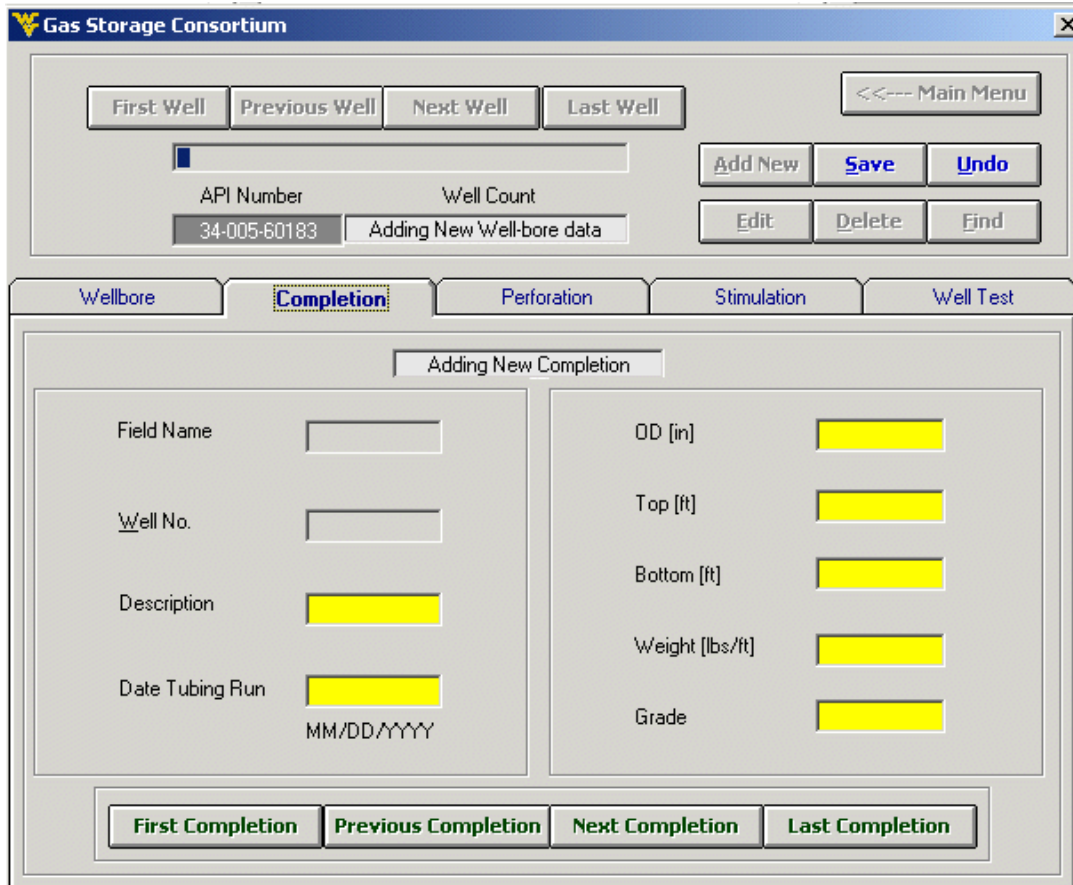 Gas Storage Consortium
First Well Previous Well Next Well Last Well <<--- Main Menu
Add New Save Undo
API Number Well Count
34-005-60183 Adding New Well-bore data Edit Delete Find
Wellbore Completion Perforation Stimulation Well Test
Adding New Completion
Field Name
Well No.
Description
Date Tubing Run
MM/DD/YYYY
OD [in]
Top [ft]
Bottom [ft]
Weight [lbs/ft]
Grade
First Completion Previous Completion Next Completion Last Completion